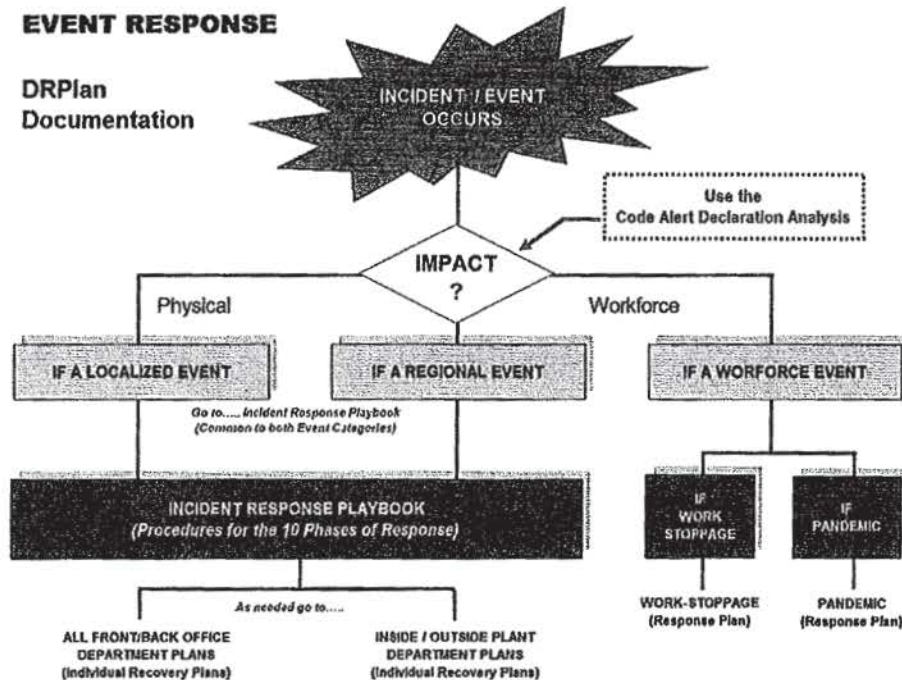 EVENT RESPONSE
DRPlan
Documentation
INCIDENT / EVENT
OCCURS
Use the
Code Alert Declaration Analysis
IMPACT
?
Physical
Workforce
IF A LOCALIZED EVENT
IF A REGIONAL EVENT
IF A WORFORCE EVENT
Go to..... Incident Response Playbook
(Common to both Event Categories)
INCIDENT RESPONSE PLAYBOOK
(Procedures for the 10 Phases of Response)
IF
WORK
STOPPAGE
IF
PANDEMIC
As needed go to.....
WORK-STOPPAGE
(Response Plan)
PANDEMIC
(Response Plan)
ALL FRONT/BACK OFFICE
DEPARTMENT PLANS
(Individual Recovery Plans)
INSIDE / OUTSIDE PLANT
DEPARTMENT PLANS
(Individual Recovery Plans)